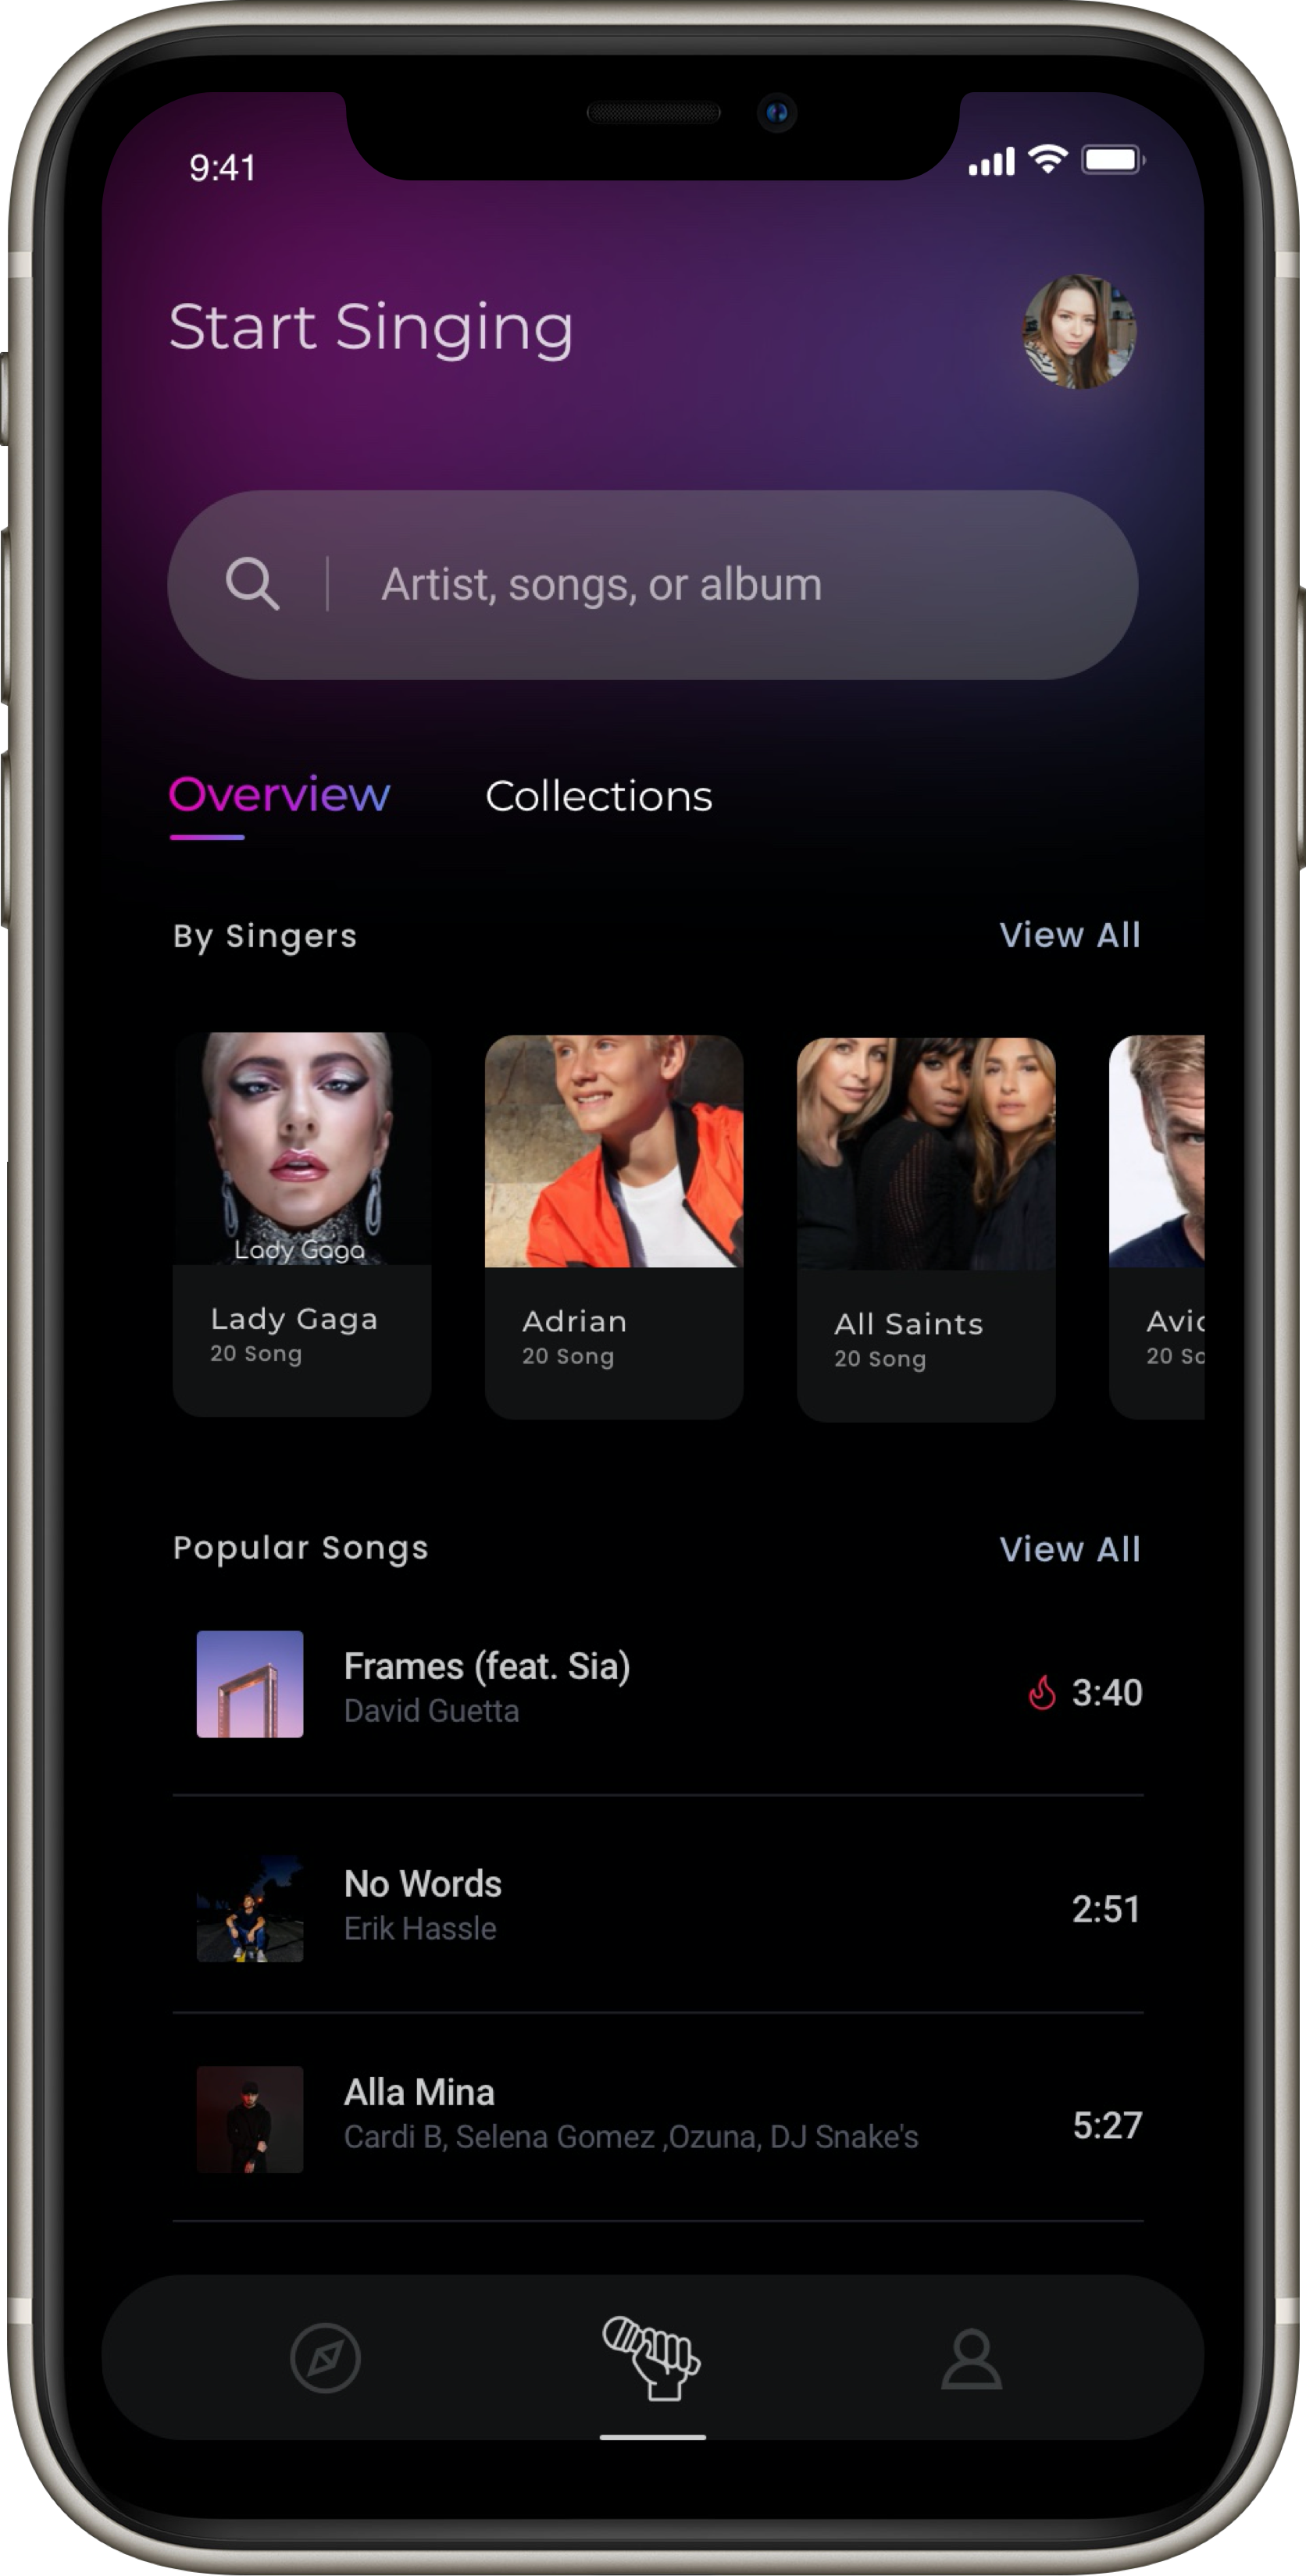 9:41
Start Singing
Artist, songs, or album
Overview Collections
By Singers View All
Lady Gaga
Lady Gaga
20 Song
Adrian
20 Song
All Saints
20 Song
Avic
20 So
Popular Songs View All
Frames (feat. Sia)
David Guetta
3:40
No Words
Erik Hassle
2:51
Alla Mina
Cardi B, Selena Gomez ,Ozuna, DJ Snake's
5:27